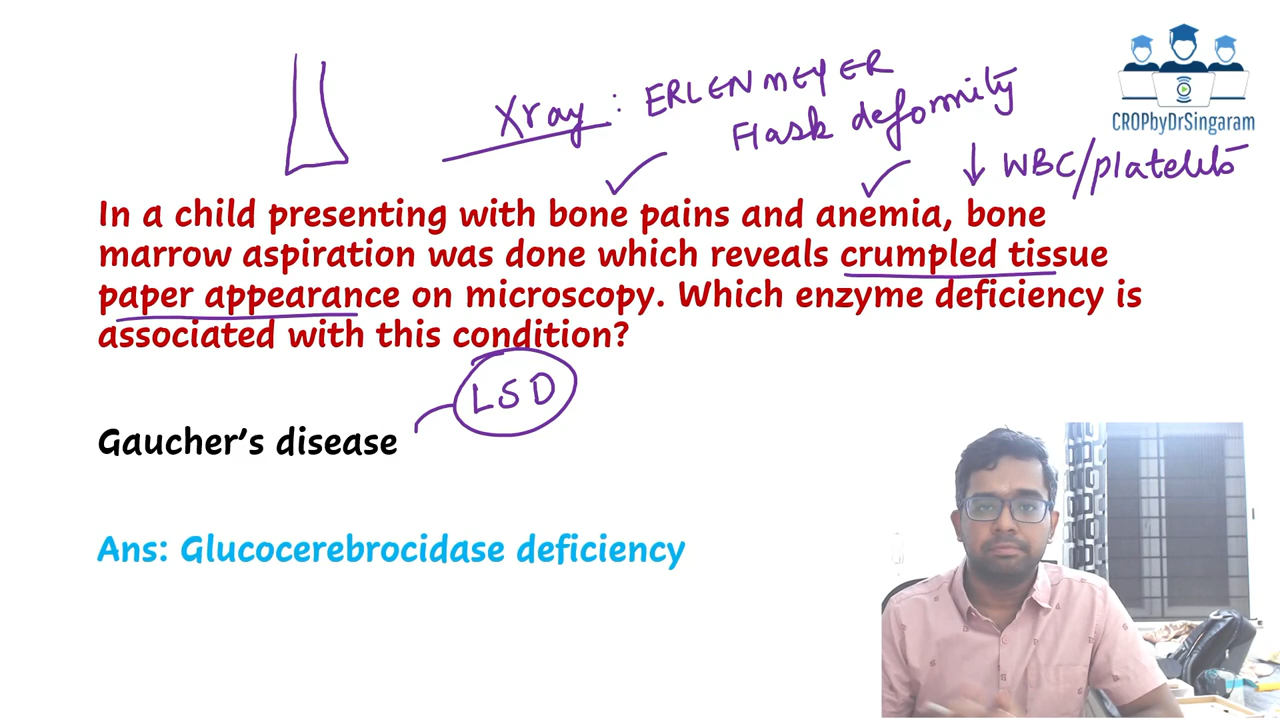 Xray : ERLENMEYER
Flask deformity
↓ WBC/platelets
CROPbyDrSingaram
In a child presenting with bone pains and anemia, bone
marrow aspiration was done which reveals crumpled tissue
paper appearance on microscopy. Which enzyme deficiency is
associated with this condition?
LSD
Gaucher's disease
Ans: Glucocerebrocidase deficiency